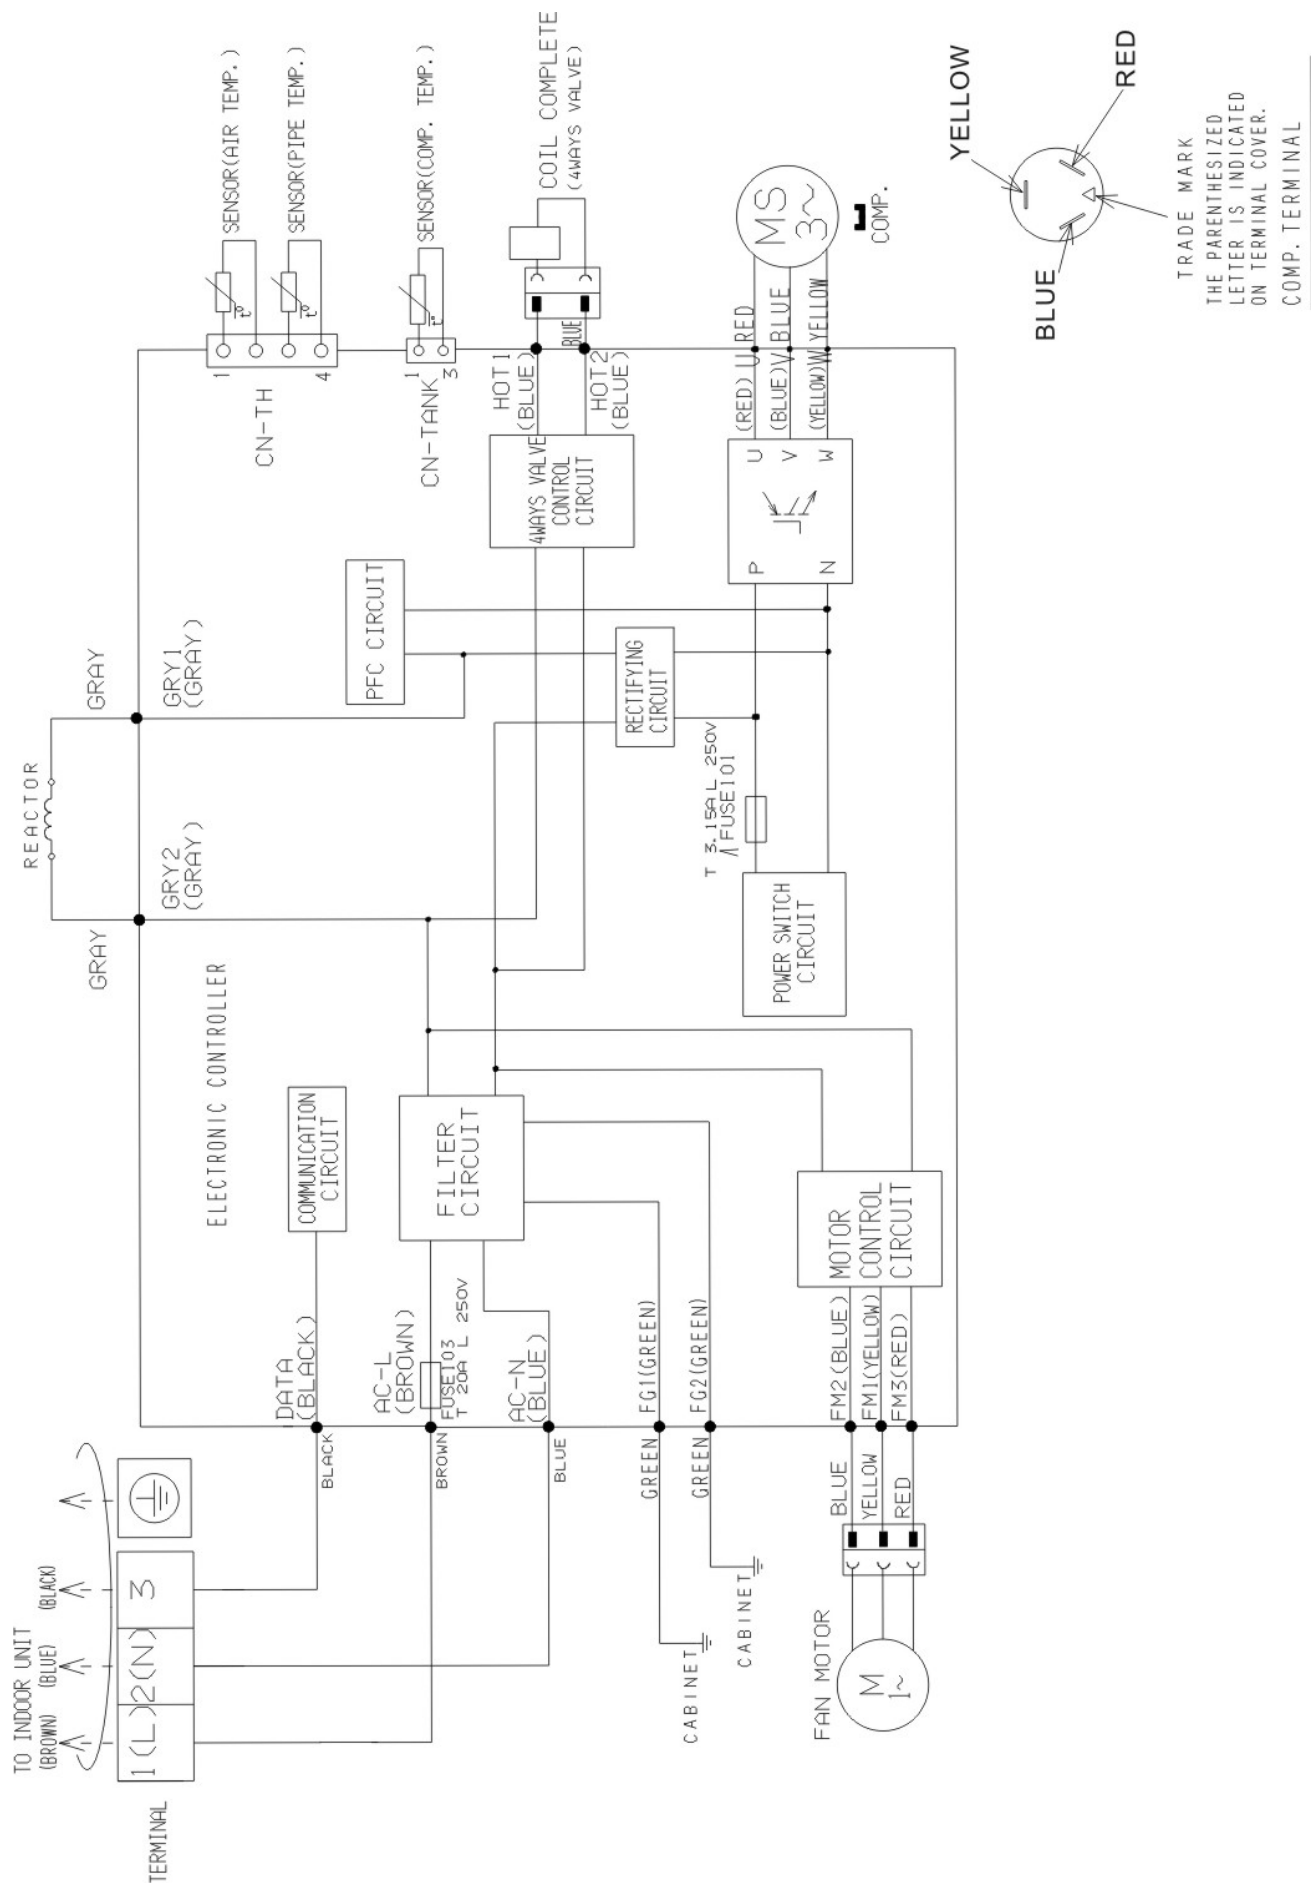 REACTOR
GRAY
GRAY
GRY2
(GRAY)
GRY1
(GRAY)
SENSOR(AIR TEMP.)
SENSOR(PIPE TEMP.)
1
4
CN-TH
SENSOR(COMP. TEMP.)
1
3
CN-TANK
t°
t°
t°
COIL COMPLETE
(4WAYS VALVE)
BLUE
HOT1
(BLUE)
HOT2
(BLUE)
4WAYS VALVE
CONTROL
CIRCUIT
PFC CIRCUIT
RECTIFYING
CIRCUIT
T 3.15A L 250V
FUSE101
POWER SWITCH
CIRCUIT
P
N
U
V
W
(RED) U RED
(BLUE) V BLUE
(YELLOW) W YELLOW
MS
3~
COMP.
ELECTRONIC CONTROLLER
COMMUNICATION
CIRCUIT
FILTER
CIRCUIT
MOTOR
CONTROL
CIRCUIT
DATA
(BLACK)
AC-L
(BROWN)
FUSE103
T 20A L 250V
AC-N
(BLUE)
FG1(GREEN)
FG2(GREEN)
FM2(BLUE)
FM1(YELLOW)
FM3(RED)
BLACK
BROWN
BLUE
GREEN
GREEN
BLUE
YELLOW
RED
CABINET
CABINET
FAN MOTOR
M
1~
TO INDOOR UNIT
(BROWN)
(BLUE)
(BLACK)
1(L)
2(N)
3
TERMINAL
YELLOW
RED
BLUE
TRADE MARK
THE PARENTHESIZED
LETTER IS INDICATED
ON TERMINAL COVER.
COMP. TERMINAL